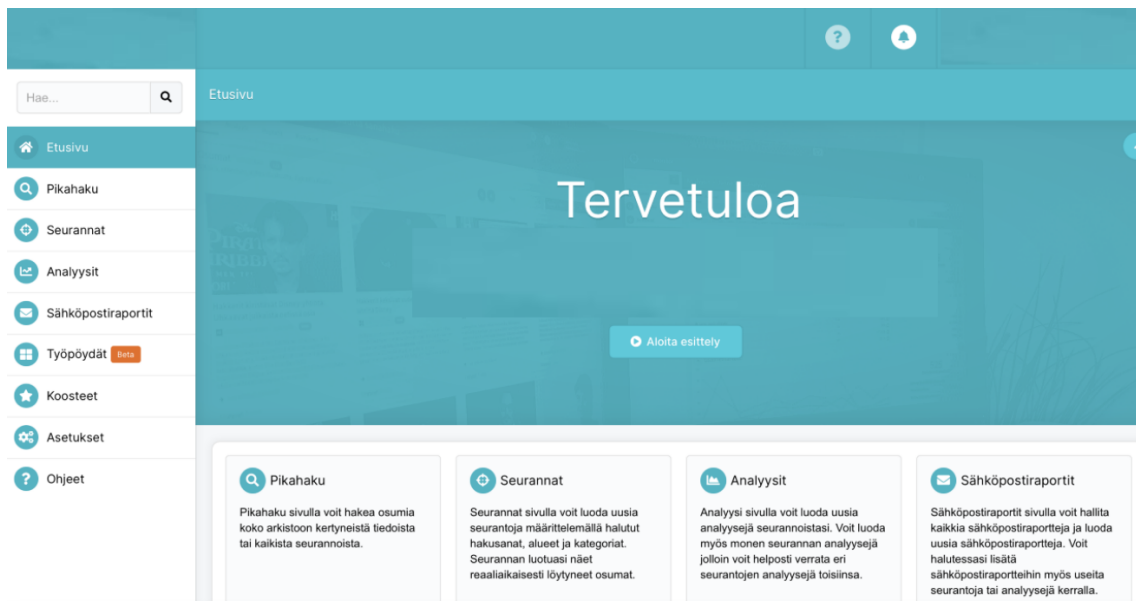 Hae...
Etusivu
Etusivu
Pikahaku
Seurannat
Analyysit
Sähköpostiraportit
Työpöydät Beta
Koosteet
Asetukset
Ohjeet
Tervetuloa
Aloita esittely
Pikahaku
Pikahaku sivulla voit hakea osumia
koko arkistoon kertyneistä tiedoista
tai kaikista seurannoista.
Seurannat
Seurannat sivulla voit luoda uusia
seurantoja määrittelemällä halutut
hakusanat, alueet ja kategoriat.
Seurannan luotuasi näet
reaaliaikaisesti löytyneet osumat.
Analyysit
Analyysi sivulla voit luoda uusia
analyysejä seurannoistasi. Voit luoda
myös monen seurannan analyysejä
jolloin voit helposti verrata eri
seurantojen analyysejä toisiinsa.
Sähköpostiraportit
Sähköpostiraportit sivulla voit hallita
kaikkia sähköpostiraportteja ja luoda
uusia sähköpostiraportteja. Voit
halutessasi lisätä
sähköpostiraportteihin myös useita
seurantoja tai analyysejä kerralla.